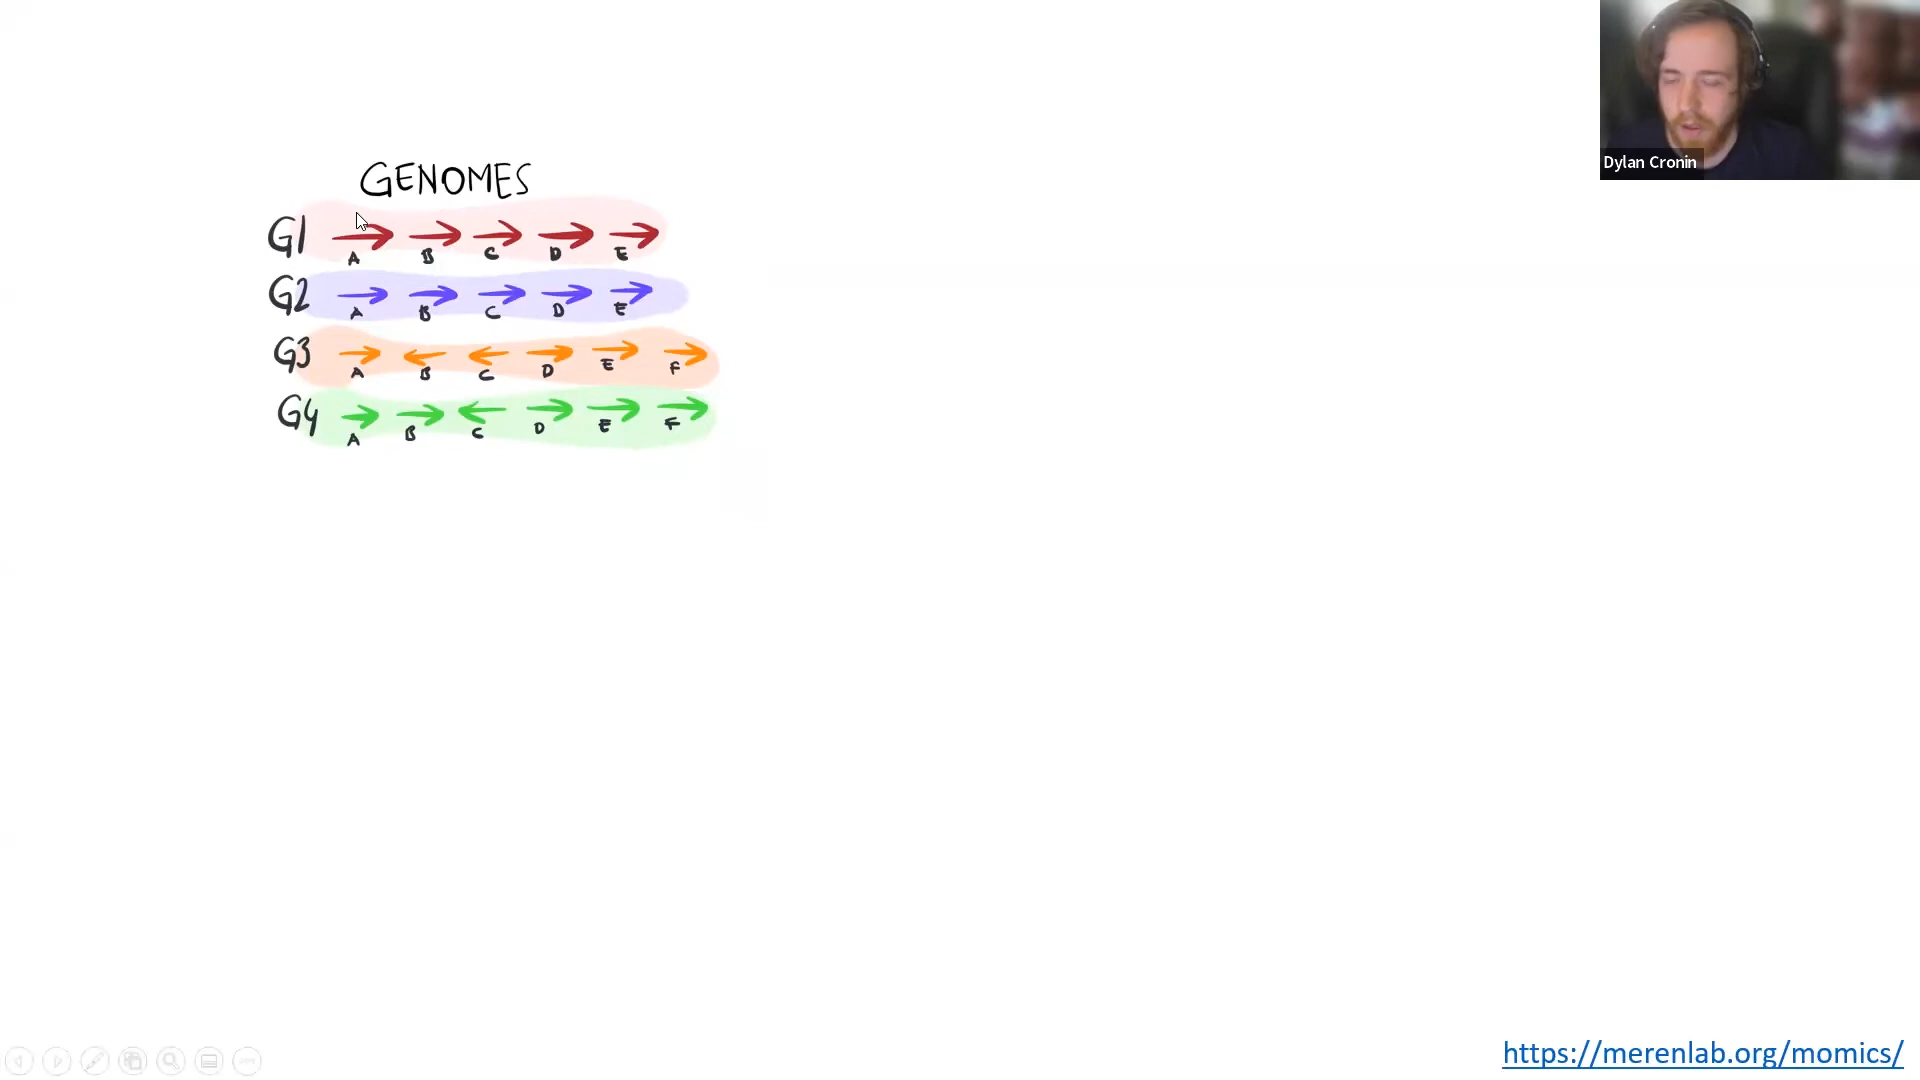 GENOMES
G1
A B C D E
G2
A B C D E
G3
A B C D E F
G4
A B C D E F
Dylan Cronin
https://merenlab.org/momics/